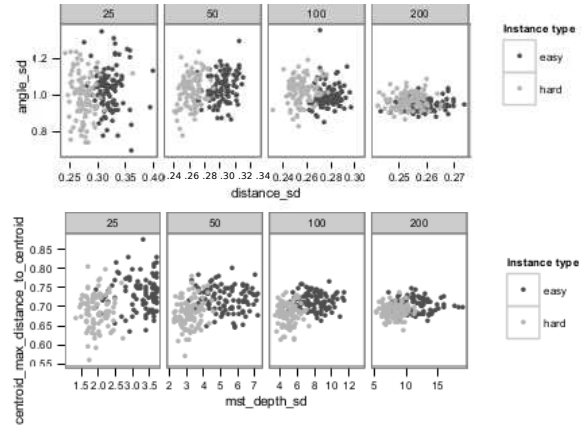 25 50 100 200
angle_sd
1.2
1.0
0.8
0.25 0.30 0.35 0.40 .24 .26 .28 .30 .32 .34 0.24 0.26 0.28 0.30 0.25 0.26 0.27
distance_sd
Instance type
easy
hard
25 50 100 200
centroid_max_distance_to_centroid
0.85
0.80
0.75
0.70
0.65
0.60
0.55
1.5 2.0 2.5 3.0 3.5 2 3 4 5 6 7 4 6 8 10 12 5 10 15
mst_depth_sd
Instance type
easy
hard